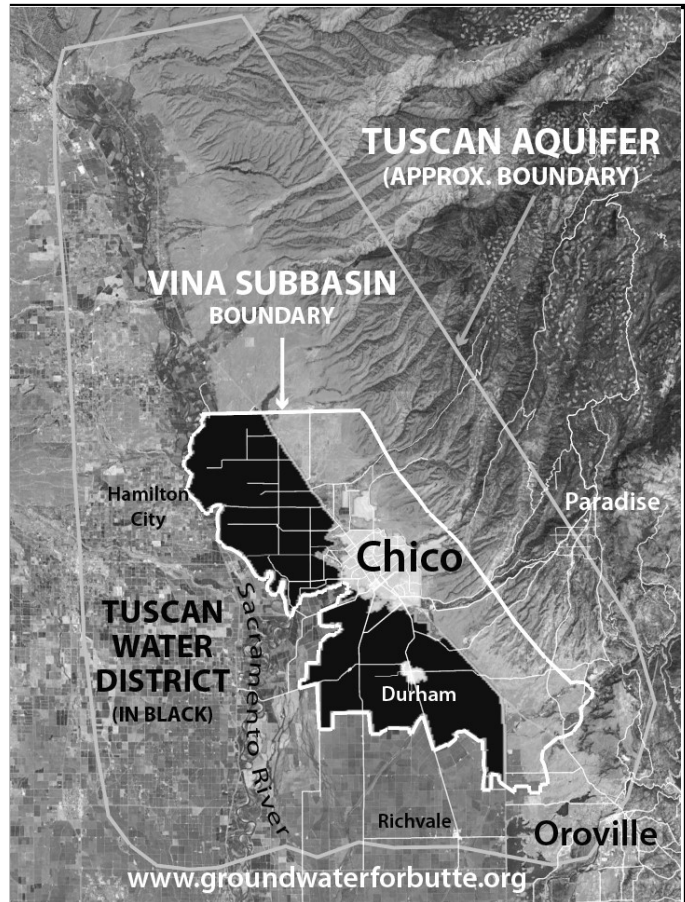 TUSCAN AQUIFER
(APPROX. BOUNDARY)
VINA SUBBASIN
BOUNDARY
Hamilton
City
Paradise
Chico
TUSCAN
WATER
DISTRICT
(IN BLACK)
Sacramento River
Durham
Richvale
Oroville
www.groundwaterforbutte.org